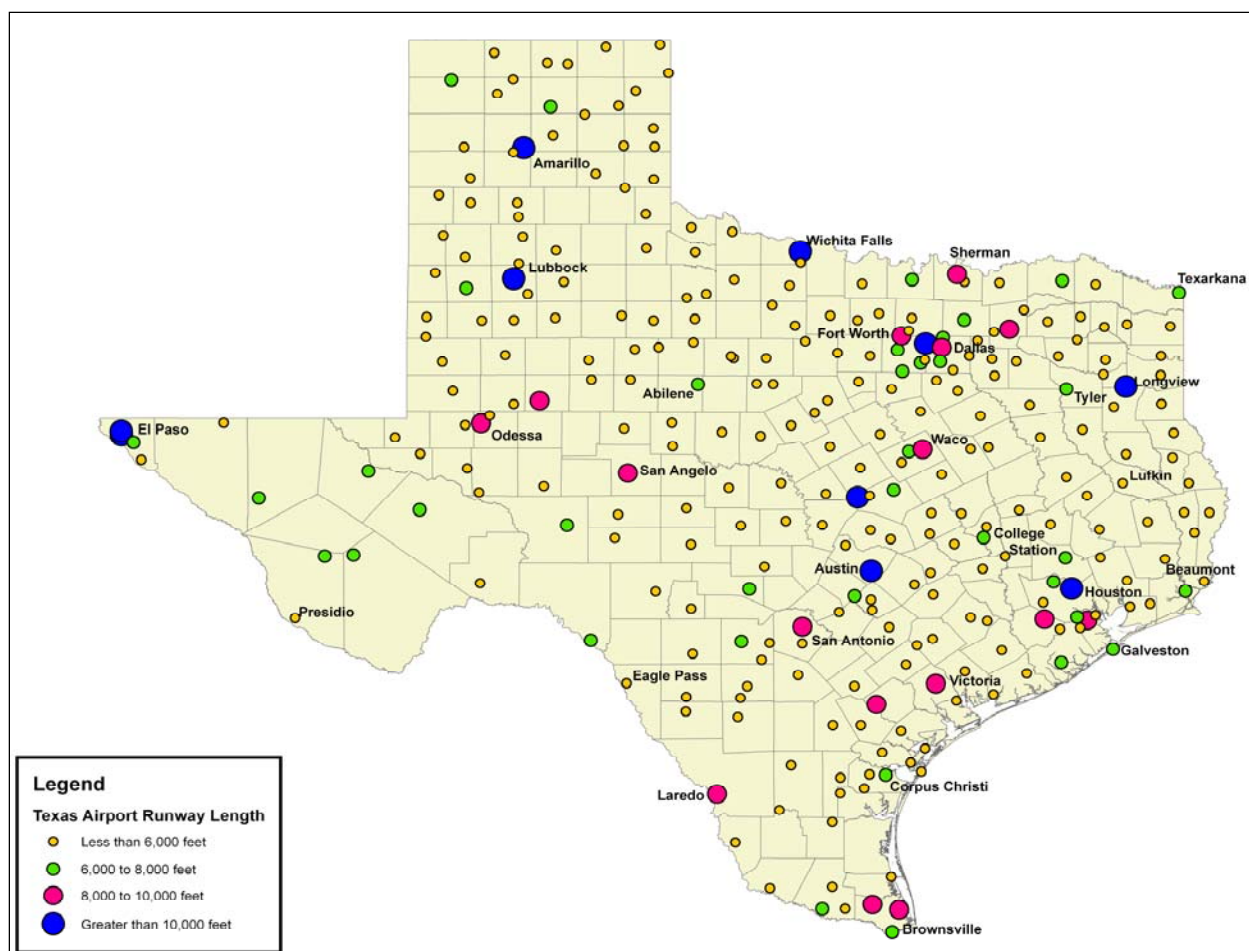 Amarillo
Wichita Falls
Sherman
Lubbock
Texarkana
Fort Worth
Dallas
Abilene
Longview
Tyler
El Paso
Odessa
Waco
San Angelo
Lufkin
College
Station
Austin
Beaumont
Houston
Presidio
San Antonio
Galveston
Eagle Pass
Victoria
Corpus Christi
Laredo
Brownsville
Legend
Texas Airport Runway Length
Less than 6,000 feet
6,000 to 8,000 feet
8,000 to 10,000 feet
Greater than 10,000 feet